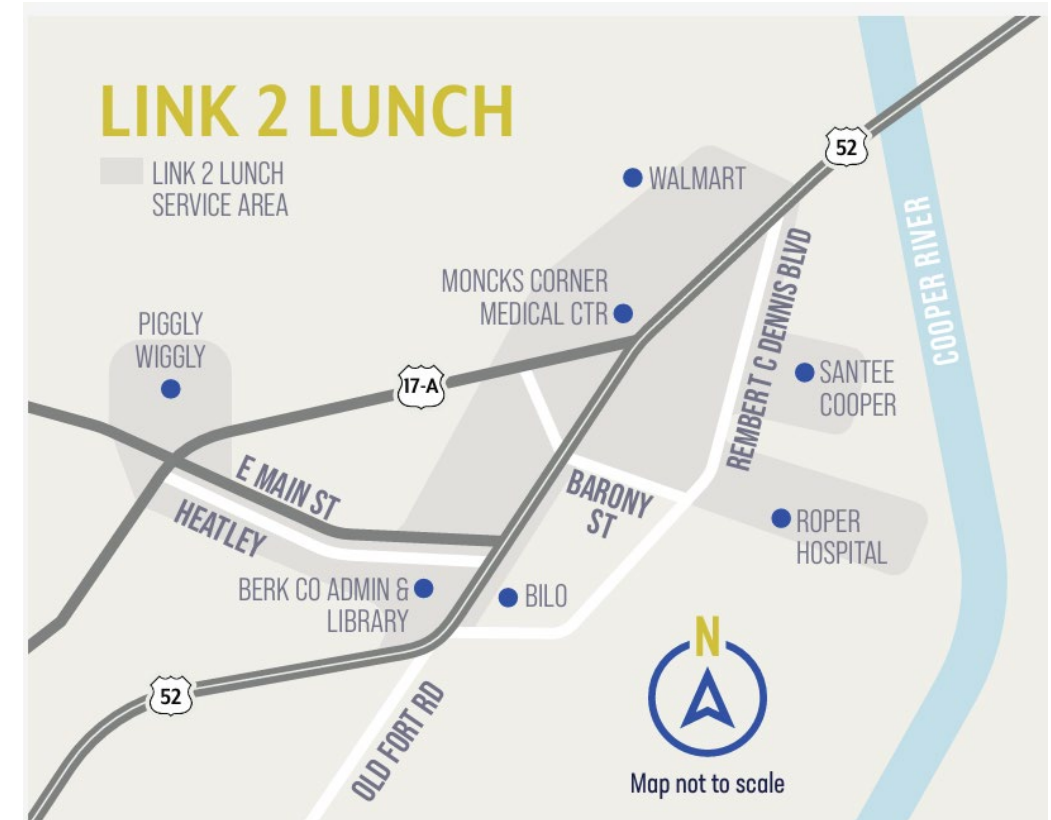 LINK 2 LUNCH
LINK 2 LUNCH
SERVICE AREA
52
WALMART
COOPER RIVER
MONCKS CORNER
MEDICAL CTR
REMBERT C DENNIS BLVD
PIGGLY
WIGGLY
17-A
SANTEE
COOPER
E MAIN ST
HEATLEY
BARONY
ST
ROPER
HOSPITAL
BERK CO ADMIN &
LIBRARY
BILO
N
52
OLD FORT RD
Map not to scale